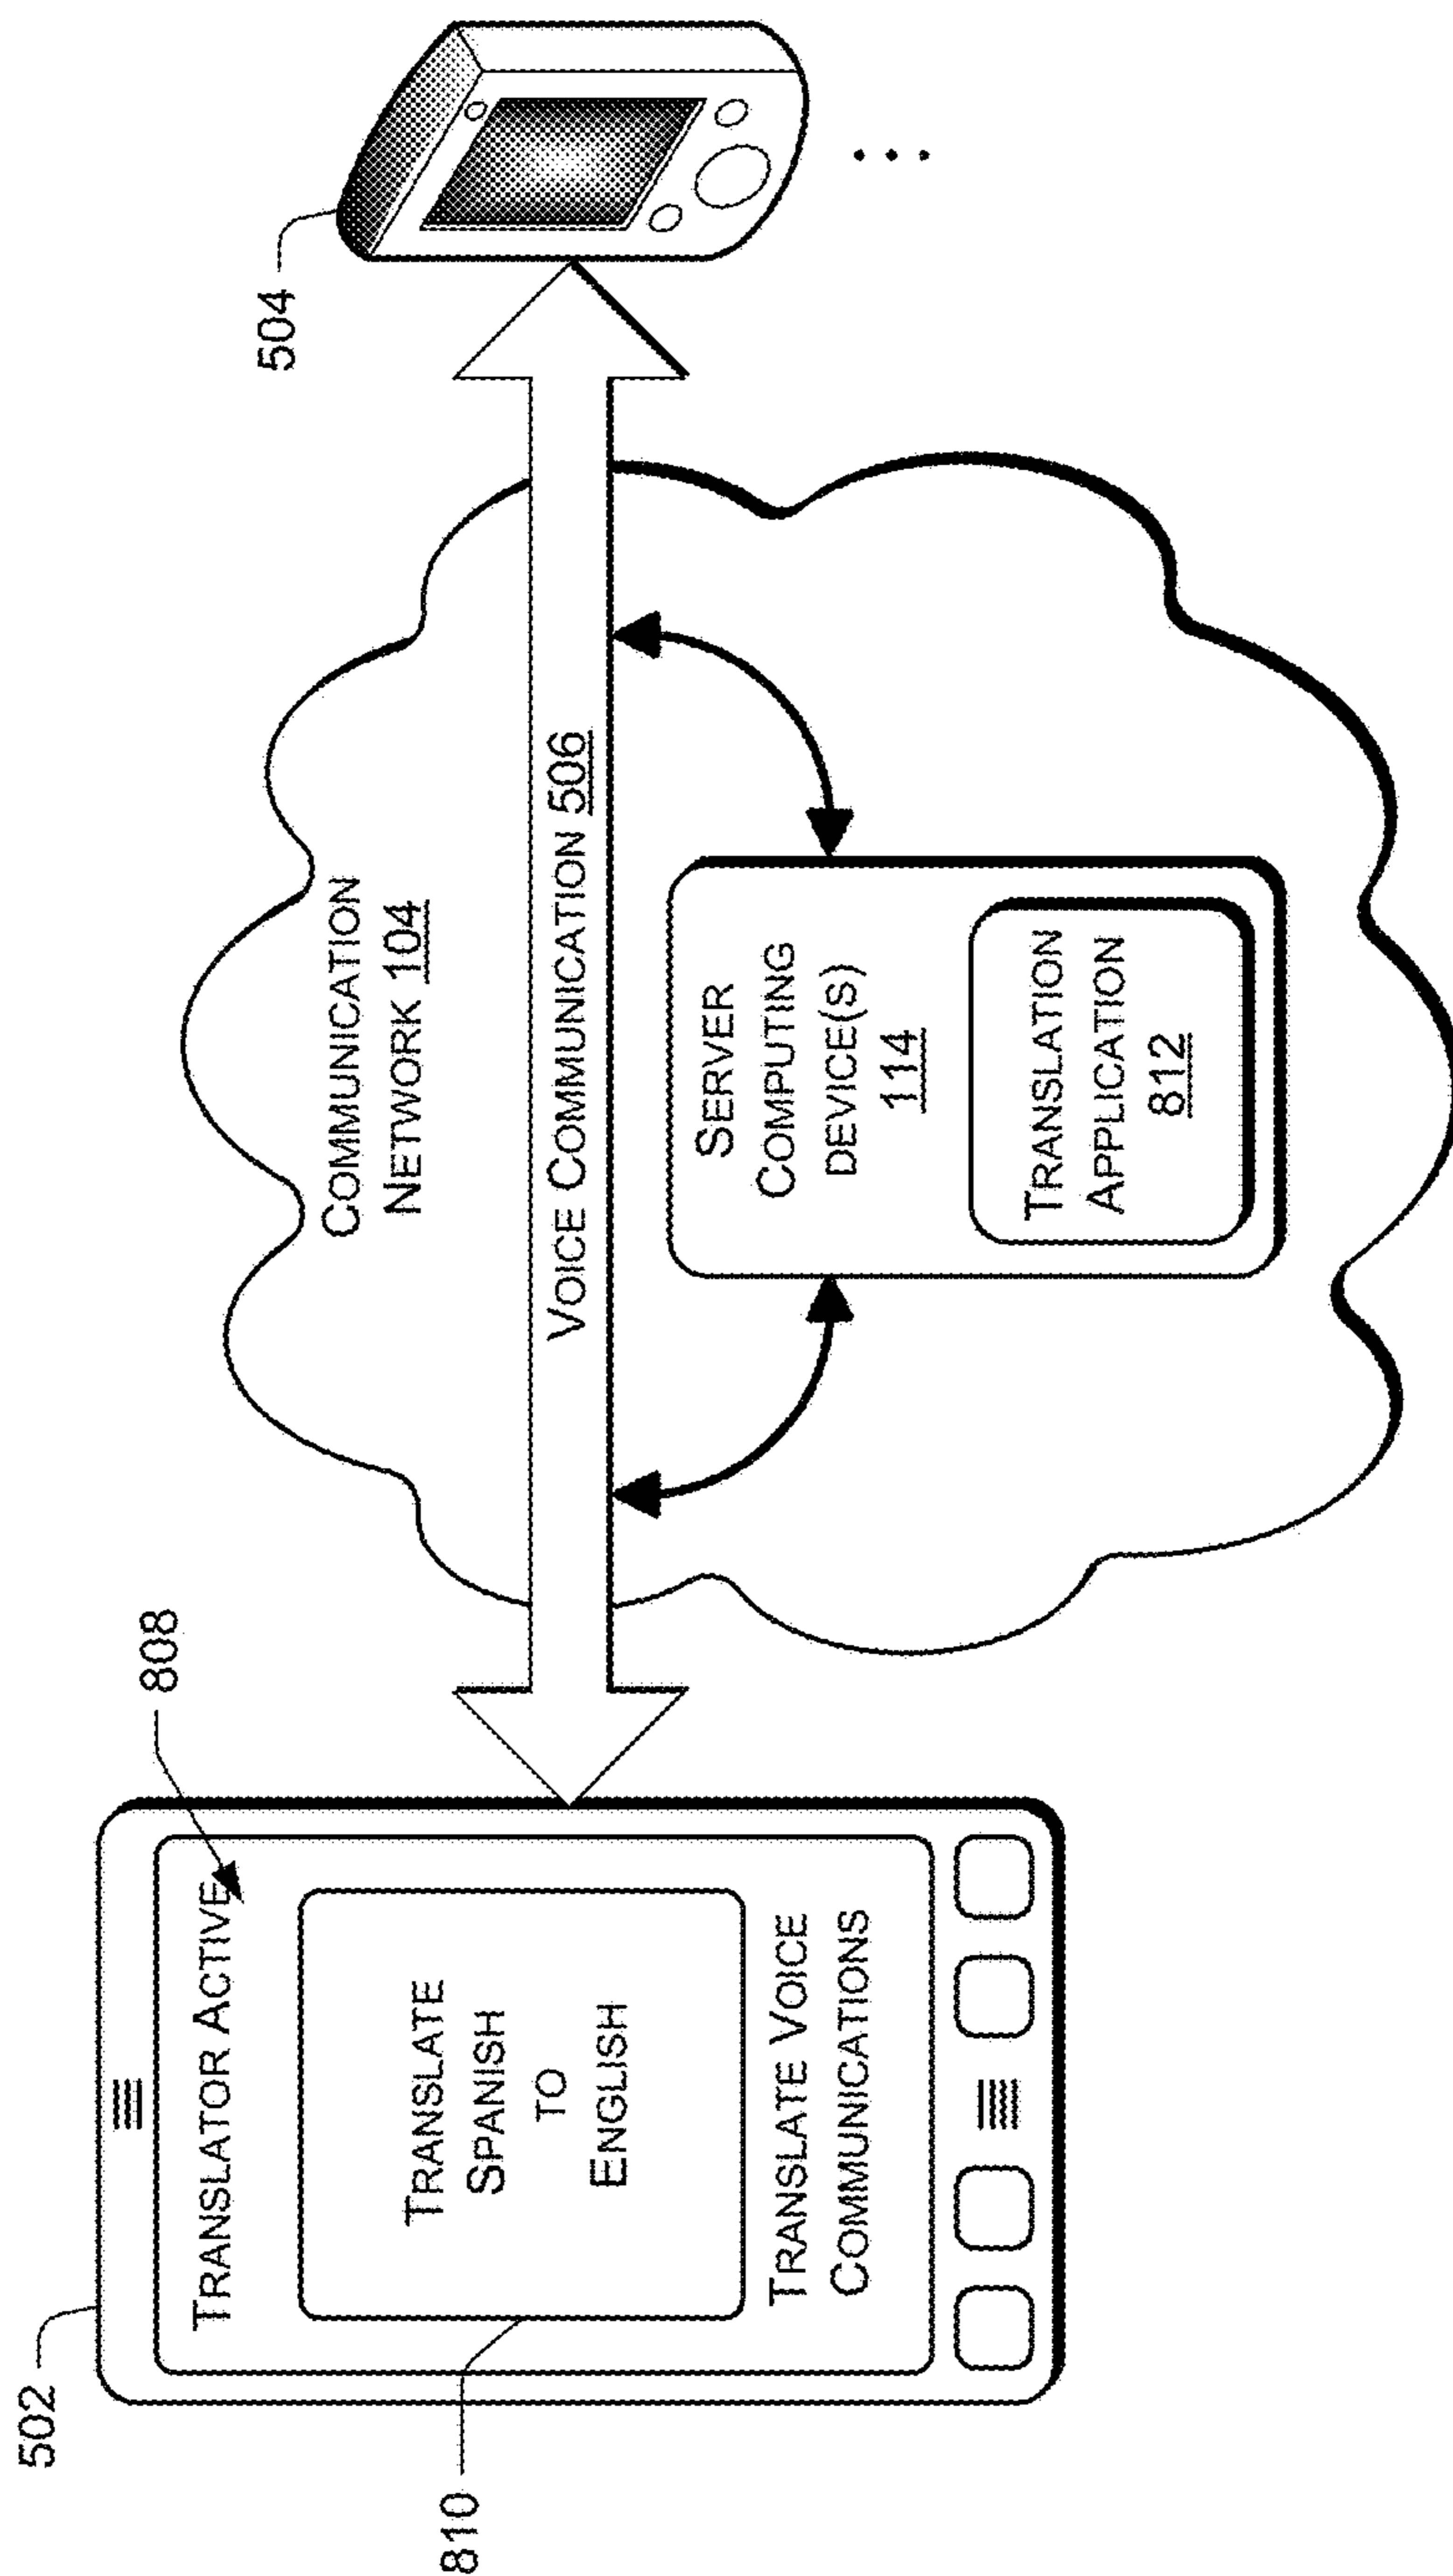 502
808
TRANSLATOR ACTIVE
TRANSLATE
SPANISH
TO
ENGLISH
TRANSLATE VOICE
COMMUNICATIONS
810
COMMUNICATION
NETWORK 104
VOICE COMMUNICATION 506
SERVER
COMPUTING
DEVICE(S)
114
TRANSLATION
APPLICATION
812
504